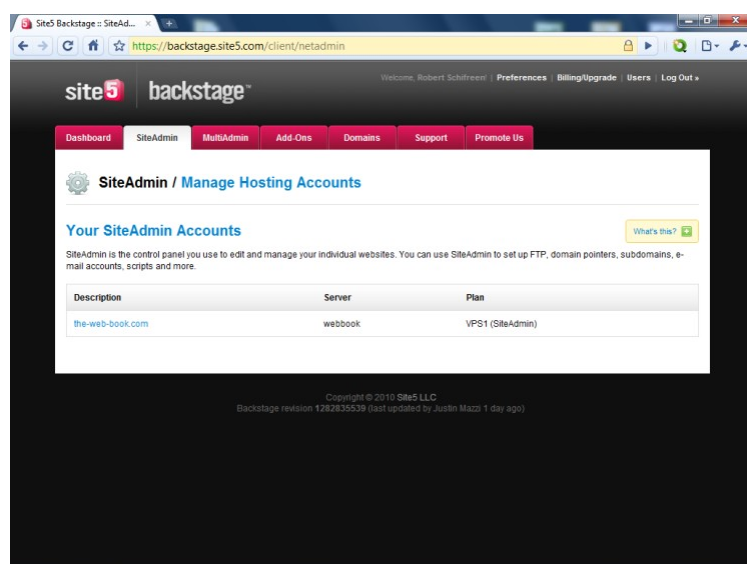 Site5 Backstage :: SiteAd...
https://backstage.site5.com/client/netadmin
Welcome, Robert Schifreen! | Preferences | Billing/Upgrade | Users | Log Out »
site5 backstage™
Dashboard SiteAdmin MultiAdmin Add-Ons Domains Support Promote Us
SiteAdmin / Manage Hosting Accounts
Your SiteAdmin Accounts
What's this?
SiteAdmin is the control panel you use to edit and manage your individual websites. You can use SiteAdmin to set up FTP, domain pointers, subdomains, e-
mail accounts, scripts and more.
Description Server Plan
the-web-book.com webbook VPS1 (SiteAdmin)
Copyright © 2010 Site5 LLC
Backstage revision 1282835539 (last updated by Justin Mazzi 1 day ago)